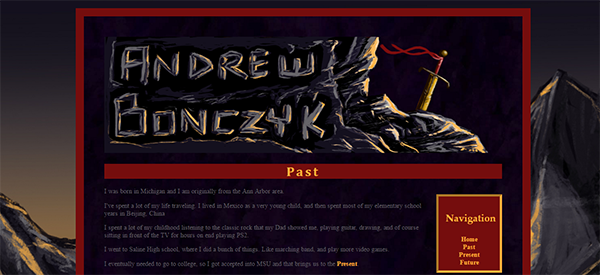 ANDREW
BONCZYK
Past
I was born in Michigan and I am originally from the Ann Arbor area.
I've spent a lot of my life traveling. I lived in Mexico as a very young child, and then spent most of my elementary school
years in Beijing, China.
I spent a lot of my childhood listening to the classic rock that my Dad showed me, playing guitar, drawing, and of course
sitting in front of the TV for hours on end playing PS2.
I went to Saline High school, where I did a bunch of things. Like marching band, and play more video games.
I eventually needed to go to college, so I got accepted into MSU and that brings us to the Present
Navigation
Home
Past
Present
Future